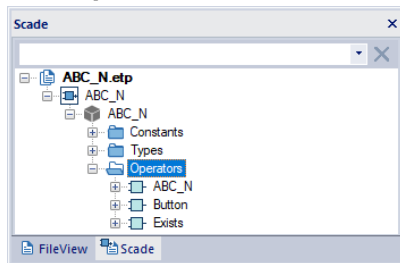 Scade
ABC_N.etp
ABC_N
ABC_N
Constants
Types
Operators
ABC_N
Button
Exists
FileView Scade